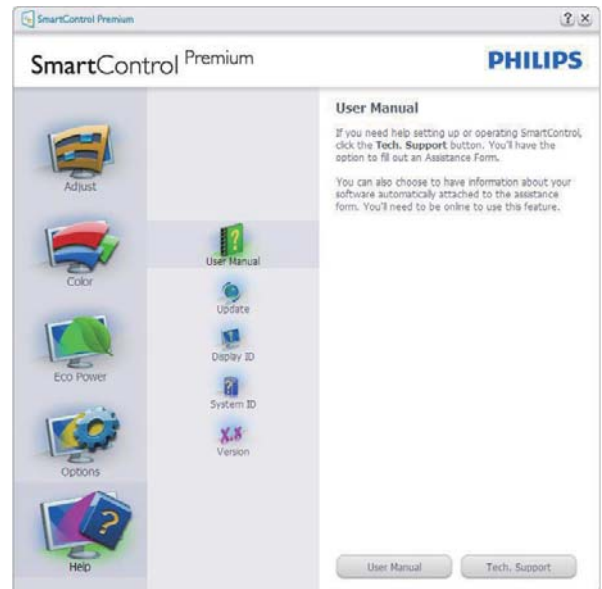 SmartControl Premium
? X
SmartControl Premium
PHILIPS
Adjust
Color
Eco Power
Options
Help
User Manual
Update
Display ID
System ID
X.X
Version
User Manual
If you need help setting up or operating SmartControl,
click the Tech. Support button. You'll have the
option to fill out an Assistance Form.
You can also choose to have information about your
software automatically attached to the assistance
form. You'll need to be online to use this feature.
User Manual
Tech. Support